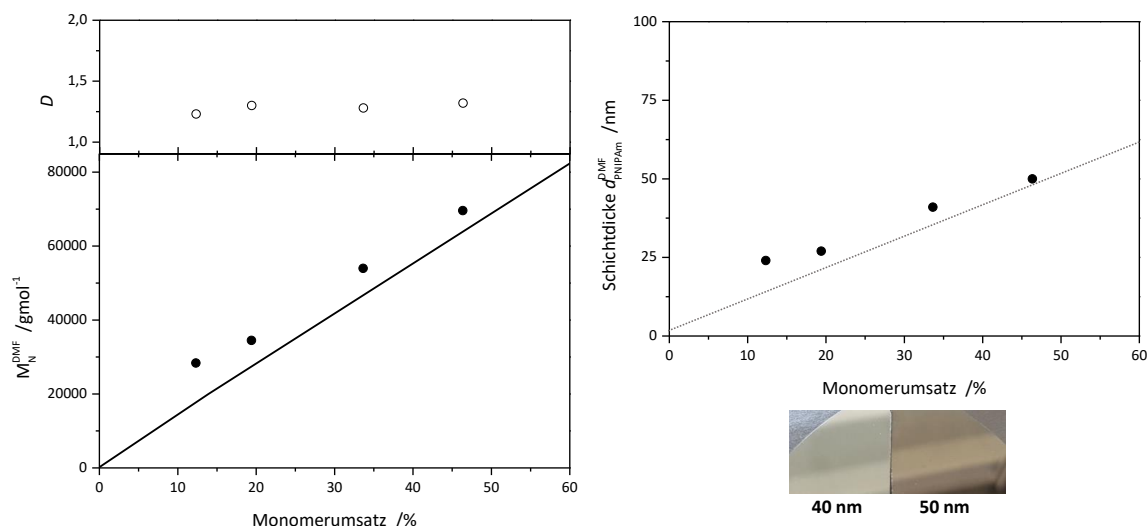 2,0
1,5
1,0
D
80000
60000
40000
20000
0
M_N^DMF /gmol^-1
0 10 20 30 40 50 60
Monomerumsatz /%
100
75
50
25
0
Schichtdicke d_PNIPAm^DMF /nm
0 10 20 30 40 50 60
Monomerumsatz /%
40 nm 50 nm